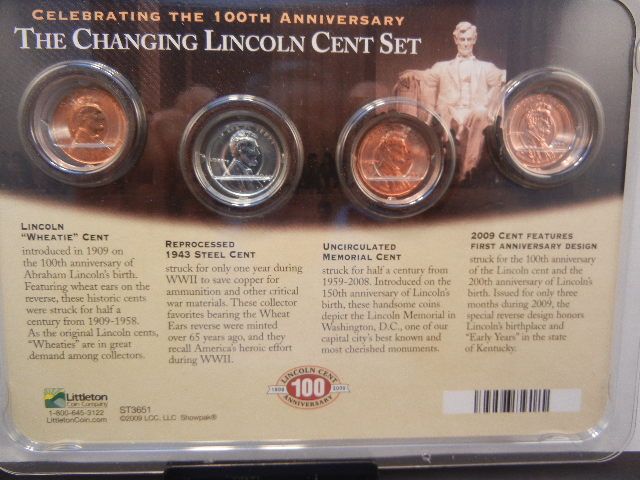 CELEBRATING THE 100TH ANNIVERSARY
THE CHANGING LINCOLN CENT SET
LINCOLN
"WHEATIE" CENT
introduced in 1909 on
the 100th anniversary of
Abraham Lincoln's birth.
Featuring wheat ears on the
reverse, these historic cents
were struck for half a
century from 1909-1958.
As the original Lincoln cents,
"Wheaties" are in great
demand among collectors.
REPROCESSED
1943 STEEL CENT
struck for only one year during
WWII to save copper for
ammunition and other critical
war materials. These collector
favorites bearing the Wheat
Ears reverse were minted
over 65 years ago, and they
recall America's heroic effort
during WWII.
UNCIRCULATED
MEMORIAL CENT
struck for half a century from
1959-2008. Introduced on the
150th anniversary of Lincoln's
birth, these handsome coins
depict the Lincoln Memorial in
Washington, D.C., one of our
capital city's best known and
most cherished monuments.
2009 CENT FEATURES
FIRST ANNIVERSARY DESIGN
struck for the 100th anniversary
of the Lincoln cent and the
200th anniversary of Lincoln's
birth. Issued for only three
months during 2009, the
special reverse design honors
Lincoln's birthplace and
"Early Years" in the state
of Kentucky.
Littleton
Coin Company
1-800-645-3122
LittletonCoin.com
ST3651
©2009 LCC, LLC Showpak®
LINCOLN CENT
1909 100 2009
ANNIVERSARY